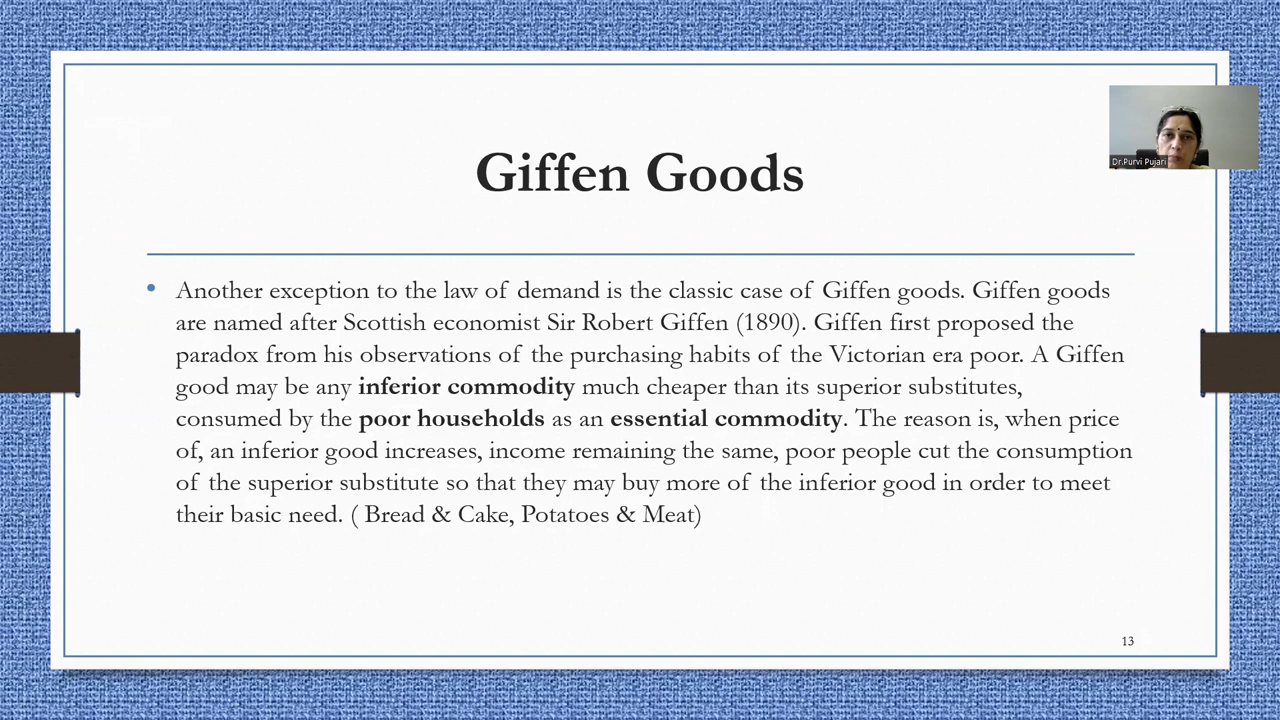 Giffen Goods
Dr.Purvi Pujari
• Another exception to the law of demand is the classic case of Giffen goods. Giffen goods
are named after Scottish economist Sir Robert Giffen (1890). Giffen first proposed the
paradox from his observations of the purchasing habits of the Victorian era poor. A Giffen
good may be any inferior commodity much cheaper than its superior substitutes,
consumed by the poor households as an essential commodity. The reason is, when price
of, an inferior good increases, income remaining the same, poor people cut the consumption
of the superior substitute so that they may buy more of the inferior good in order to meet
their basic need. ( Bread & Cake, Potatoes & Meat)
13